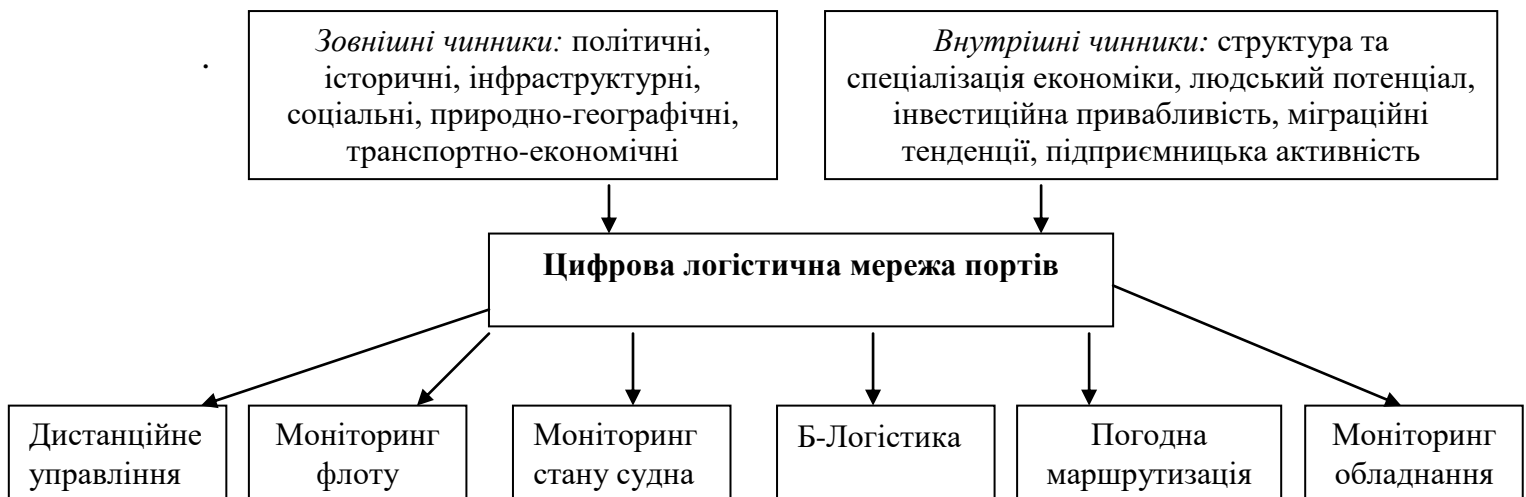 Зовнішні чинники: політичні,
історичні, інфраструктурні,
соціальні, природно-географічні,
транспортно-економічні
Внутрішні чинники: структура та
спеціалізація економіки, людський потенціал,
інвестиційна привабливість, міграційні
тенденції, підприємницька активність
.
Цифрова логістична мережа портів
Дистанційне
управління
Моніторинг
флоту
Моніторинг
стану судна
Б-Логістика
Погодна
маршрутизація
Моніторинг
обладнання